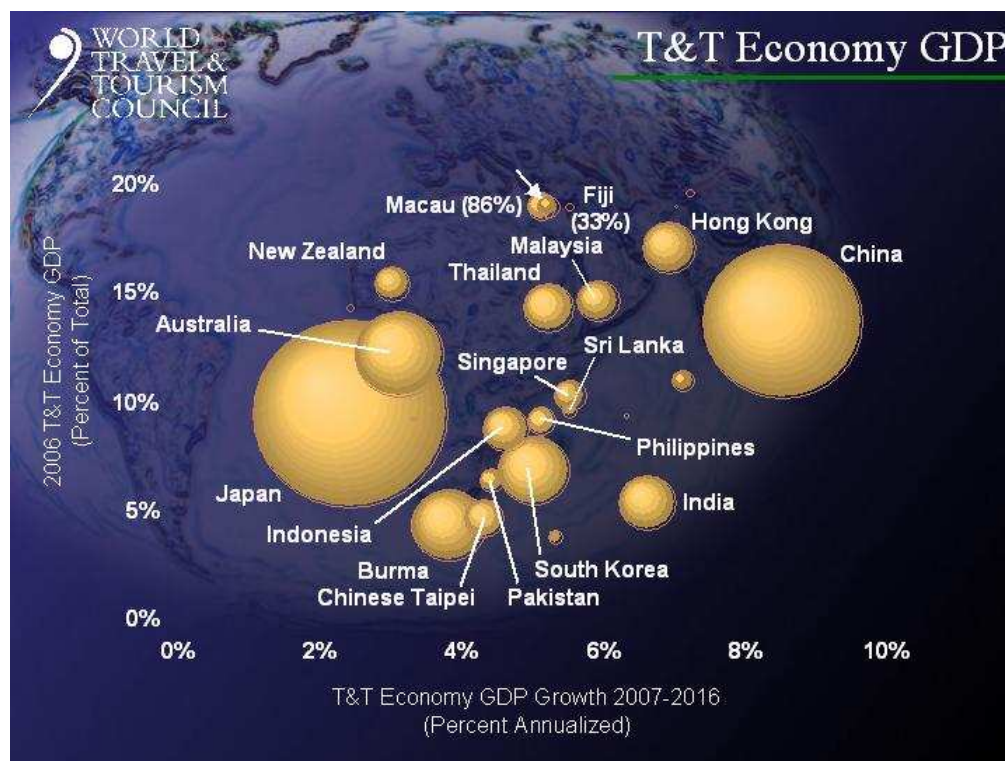 WORLD
TRAVEL&
TOURISM
COUNCIL
T&T Economy GDP
2006 T&T Economy GDP
(Percent of Total)
20%
15%
10%
5%
0%
Macau (86%)
Fiji
(33%)
Hong Kong
New Zealand
Malaysia
China
Thailand
Australia
Sri Lanka
Singapore
Philippines
Japan
India
Indonesia
Burma
South Korea
Chinese Taipei
Pakistan
0% 2% 4% 6% 8% 10%
T&T Economy GDP Growth 2007-2016
(Percent Annualized)